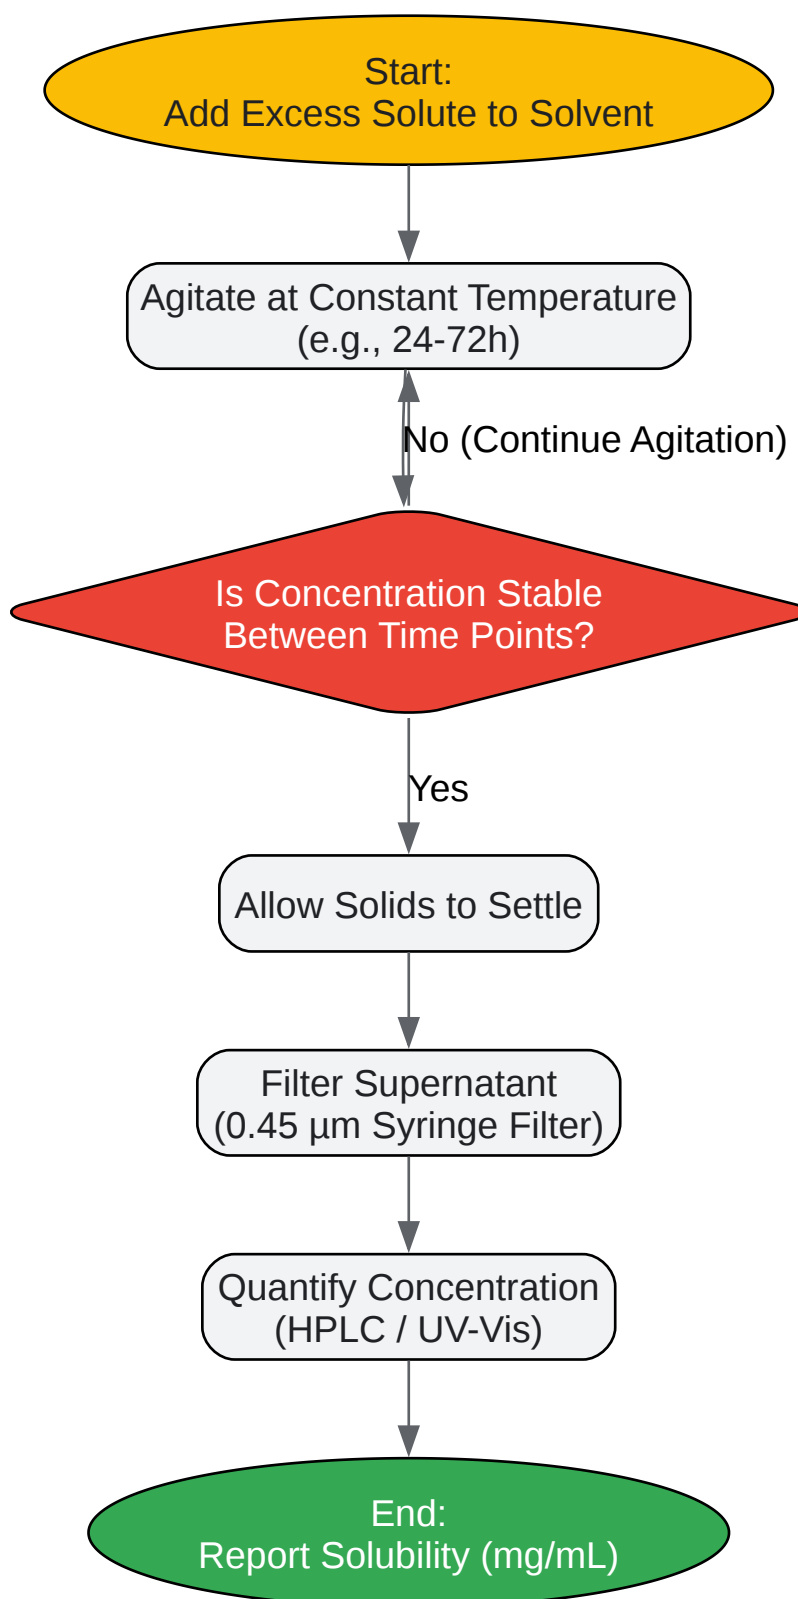 Start:
Add Excess Solute to Solvent
Agitate at Constant Temperature
(e.g., 24-72h)
No (Continue Agitation)
Is Concentration Stable
Between Time Points?
Yes
Allow Solids to Settle
Filter Supernatant
(0.45 µm Syringe Filter)
Quantify Concentration
(HPLC / UV-Vis)
End:
Report Solubility (mg/mL)